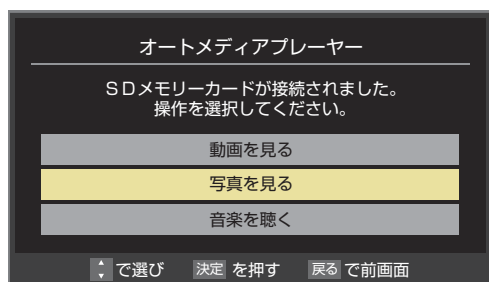 オートメディアプレーヤー
ＳＤメモリーカードが接続されました。
操作を選択してください。
動画を見る
写真を見る
音楽を聴く
で選び 決定 を押す 戻る で前画面